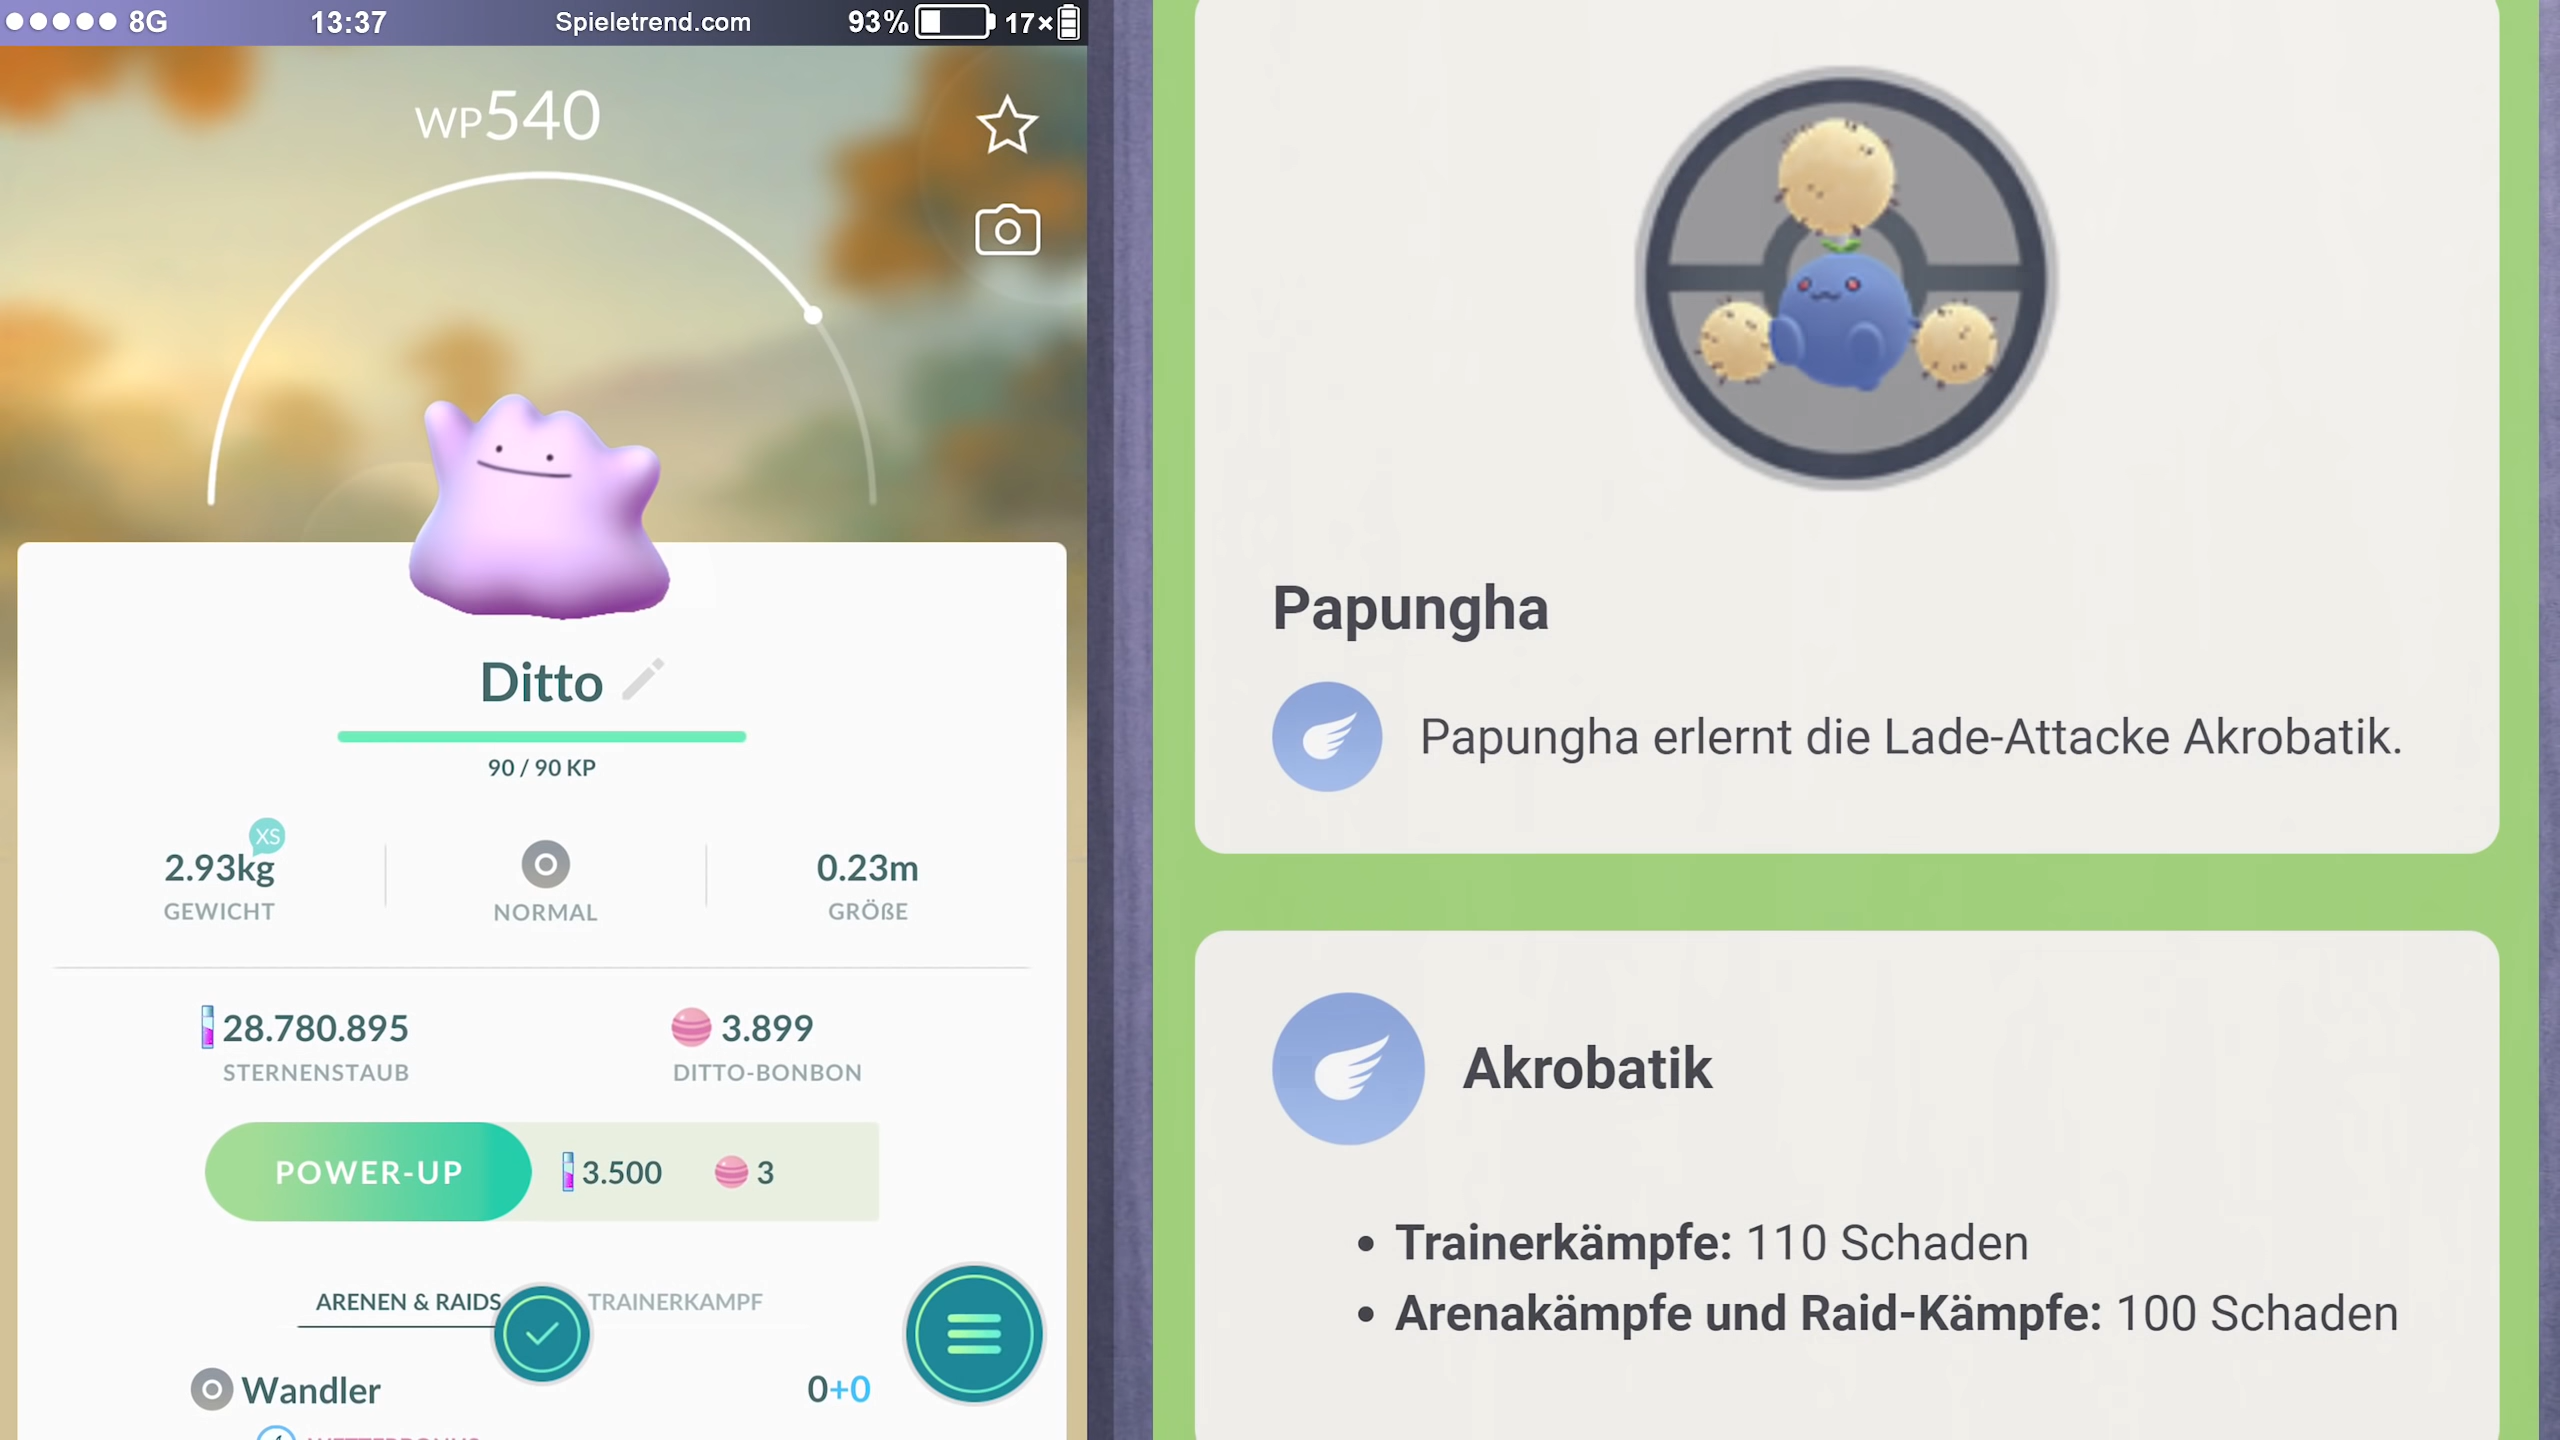 8G 13:37 Spieletrend.com 93% 17×
WP540
Ditto
90 / 90 KP
XS
2.93kg
GEWICHT
NORMAL
0.23m
GRÖßE
28.780.895
STERNENSTAUB
3.899
DITTO-BONBON
POWER-UP 3.500 3
ARENEN & RAIDS TRAINERKAMPF
Wandler 0+0
Papungha
Papungha erlernt die Lade-Attacke Akrobatik.
Akrobatik
• Trainerkämpfe: 110 Schaden
• Arenakämpfe und Raid-Kämpfe: 100 Schaden